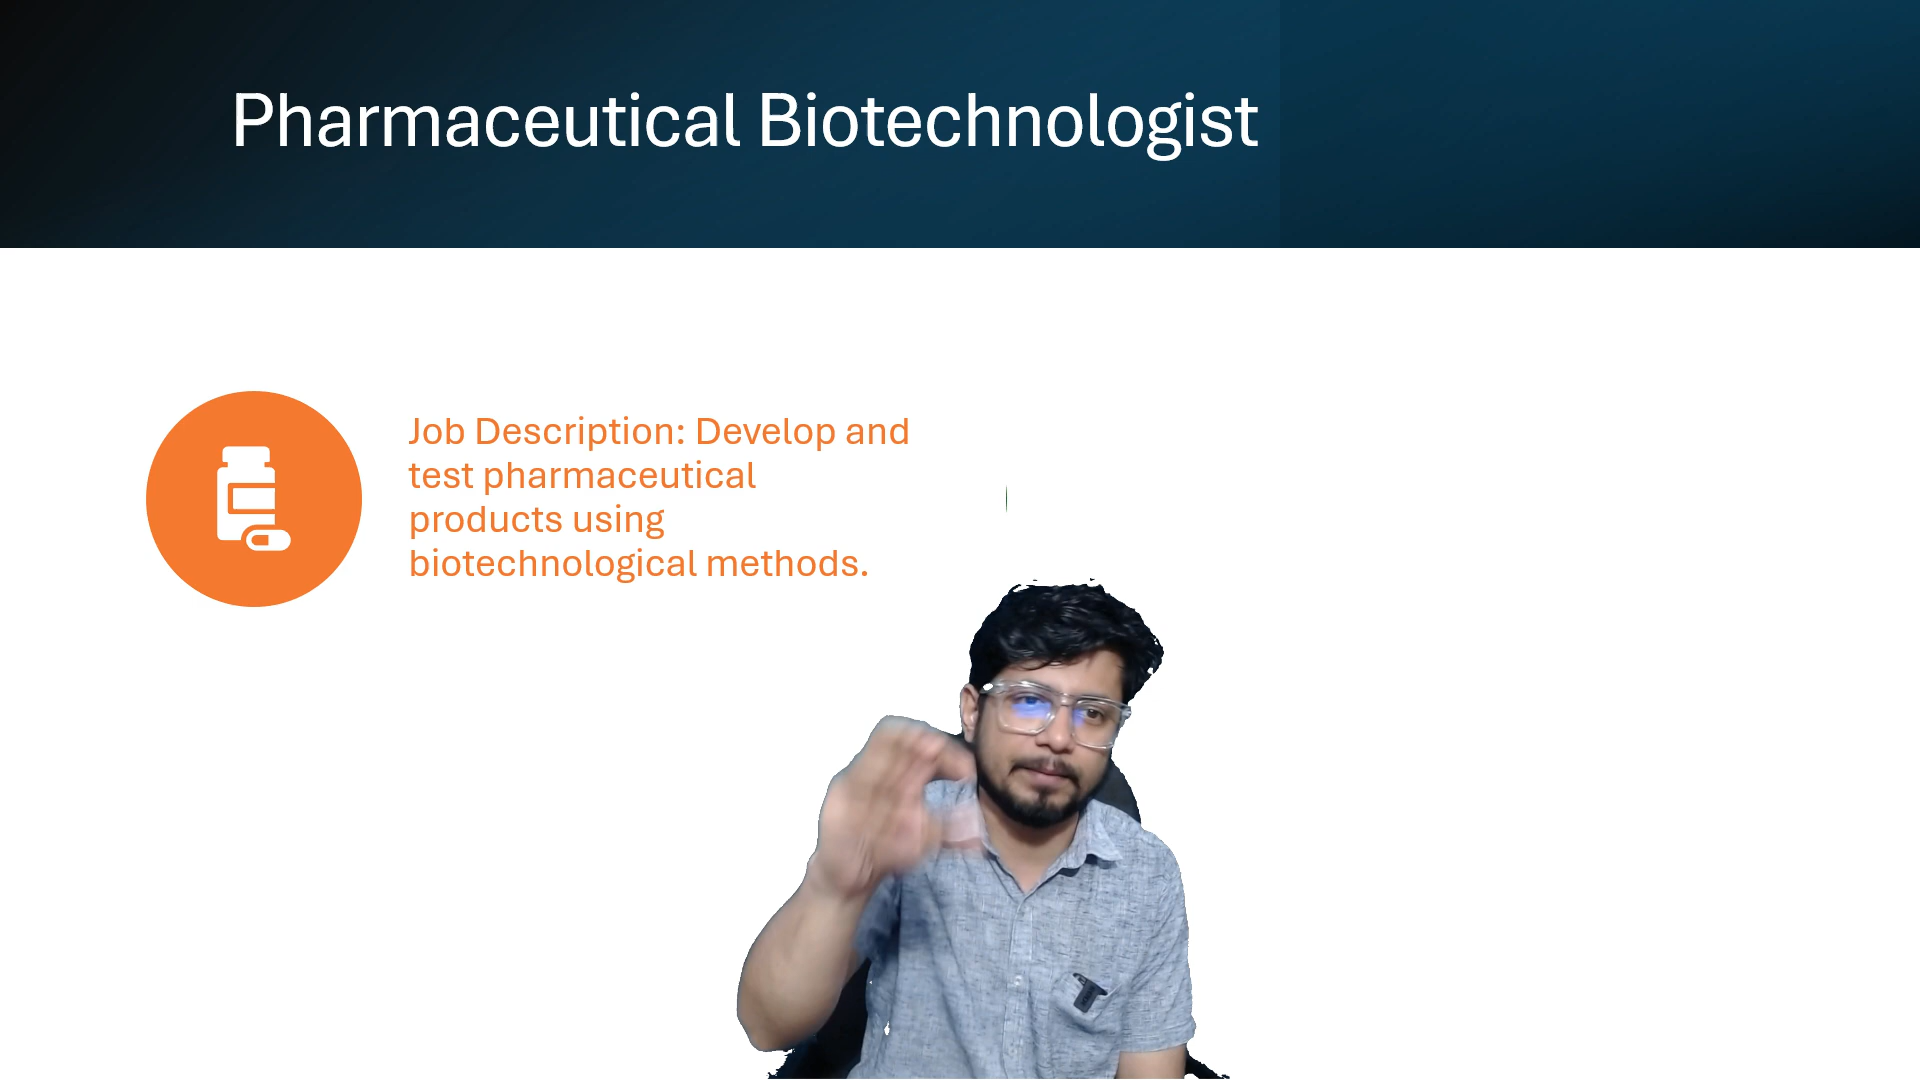 Pharmaceutical Biotechnologist
Job Description: Develop and
test pharmaceutical
products using
biotechnological methods.